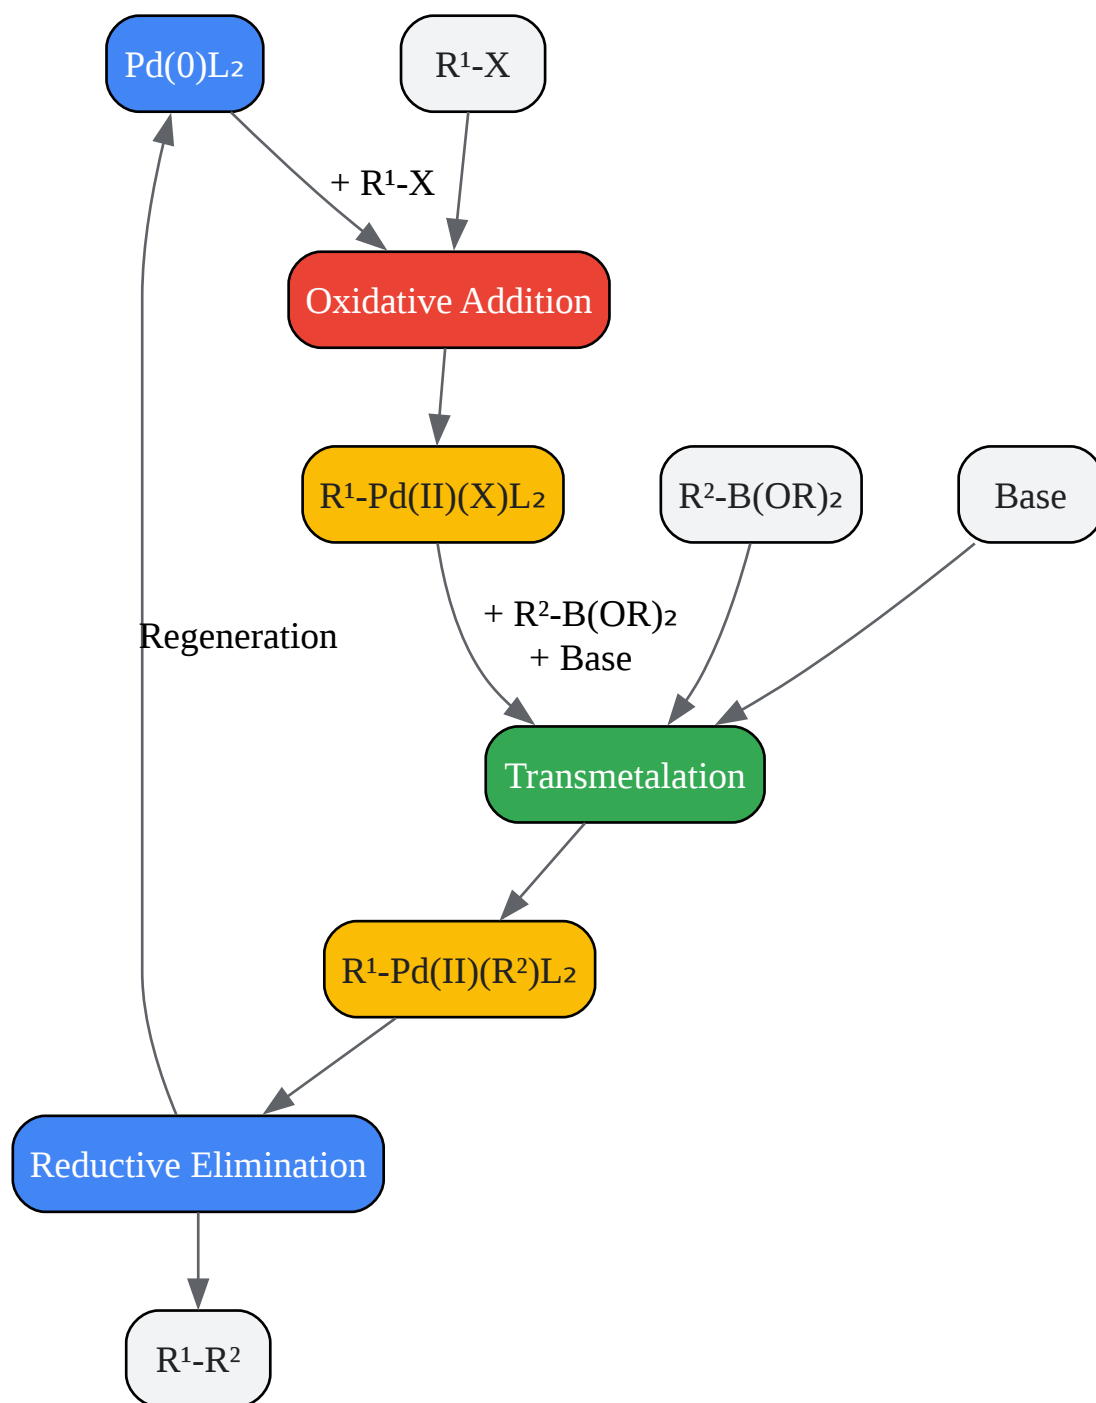 Pd(0)L₂
R¹-X
+ R¹-X
Oxidative Addition
R¹-Pd(II)(X)L₂
R²-B(OR)₂
Base
+ R²-B(OR)₂
+ Base
Regeneration
Transmetalation
R¹-Pd(II)(R²)L₂
Reductive Elimination
R¹-R²